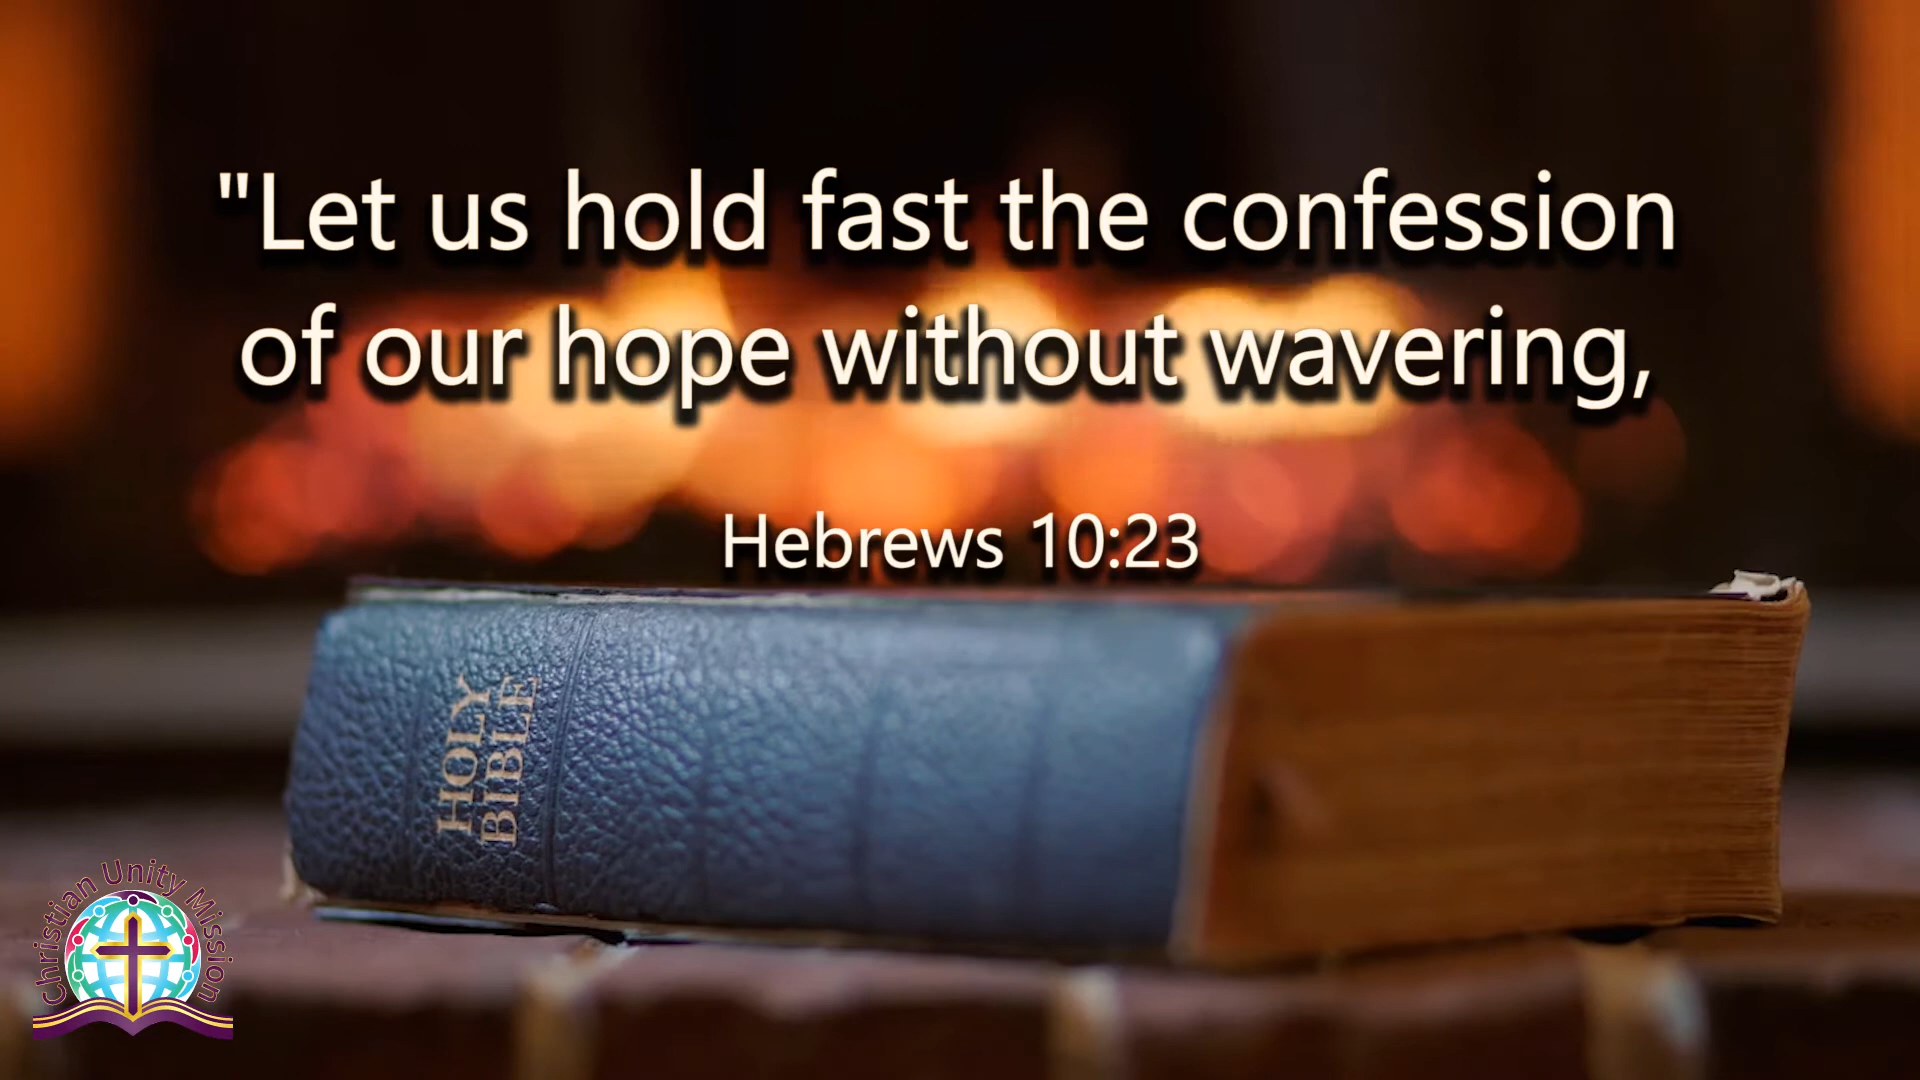 "Let us hold fast the confession
of our hope without wavering,
Hebrews 10:23
HOLY
BIBLE
Christian Unity Mission